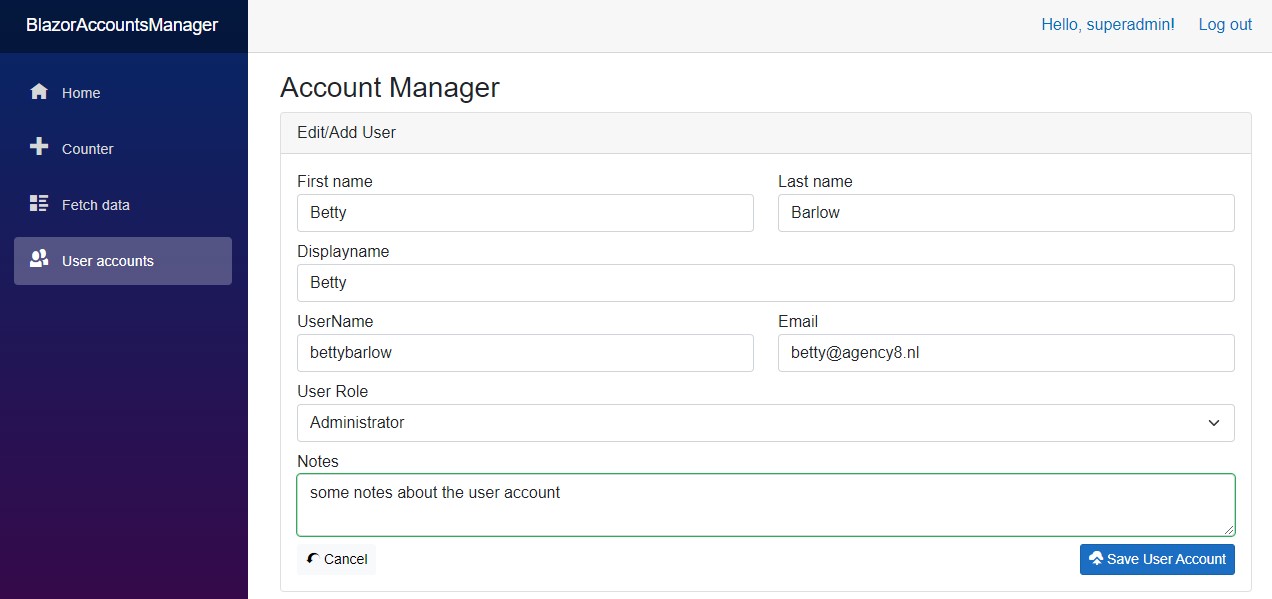 BlazorAccountsManager
Hello, superadmin! Log out
Home
Counter
Fetch data
User accounts
Account Manager
Edit/Add User
First name Last name
Betty Barlow
Displayname
Betty
UserName Email
bettybarlow betty@agency8.nl
User Role
Administrator
Notes
some notes about the user account
Cancel Save User Account